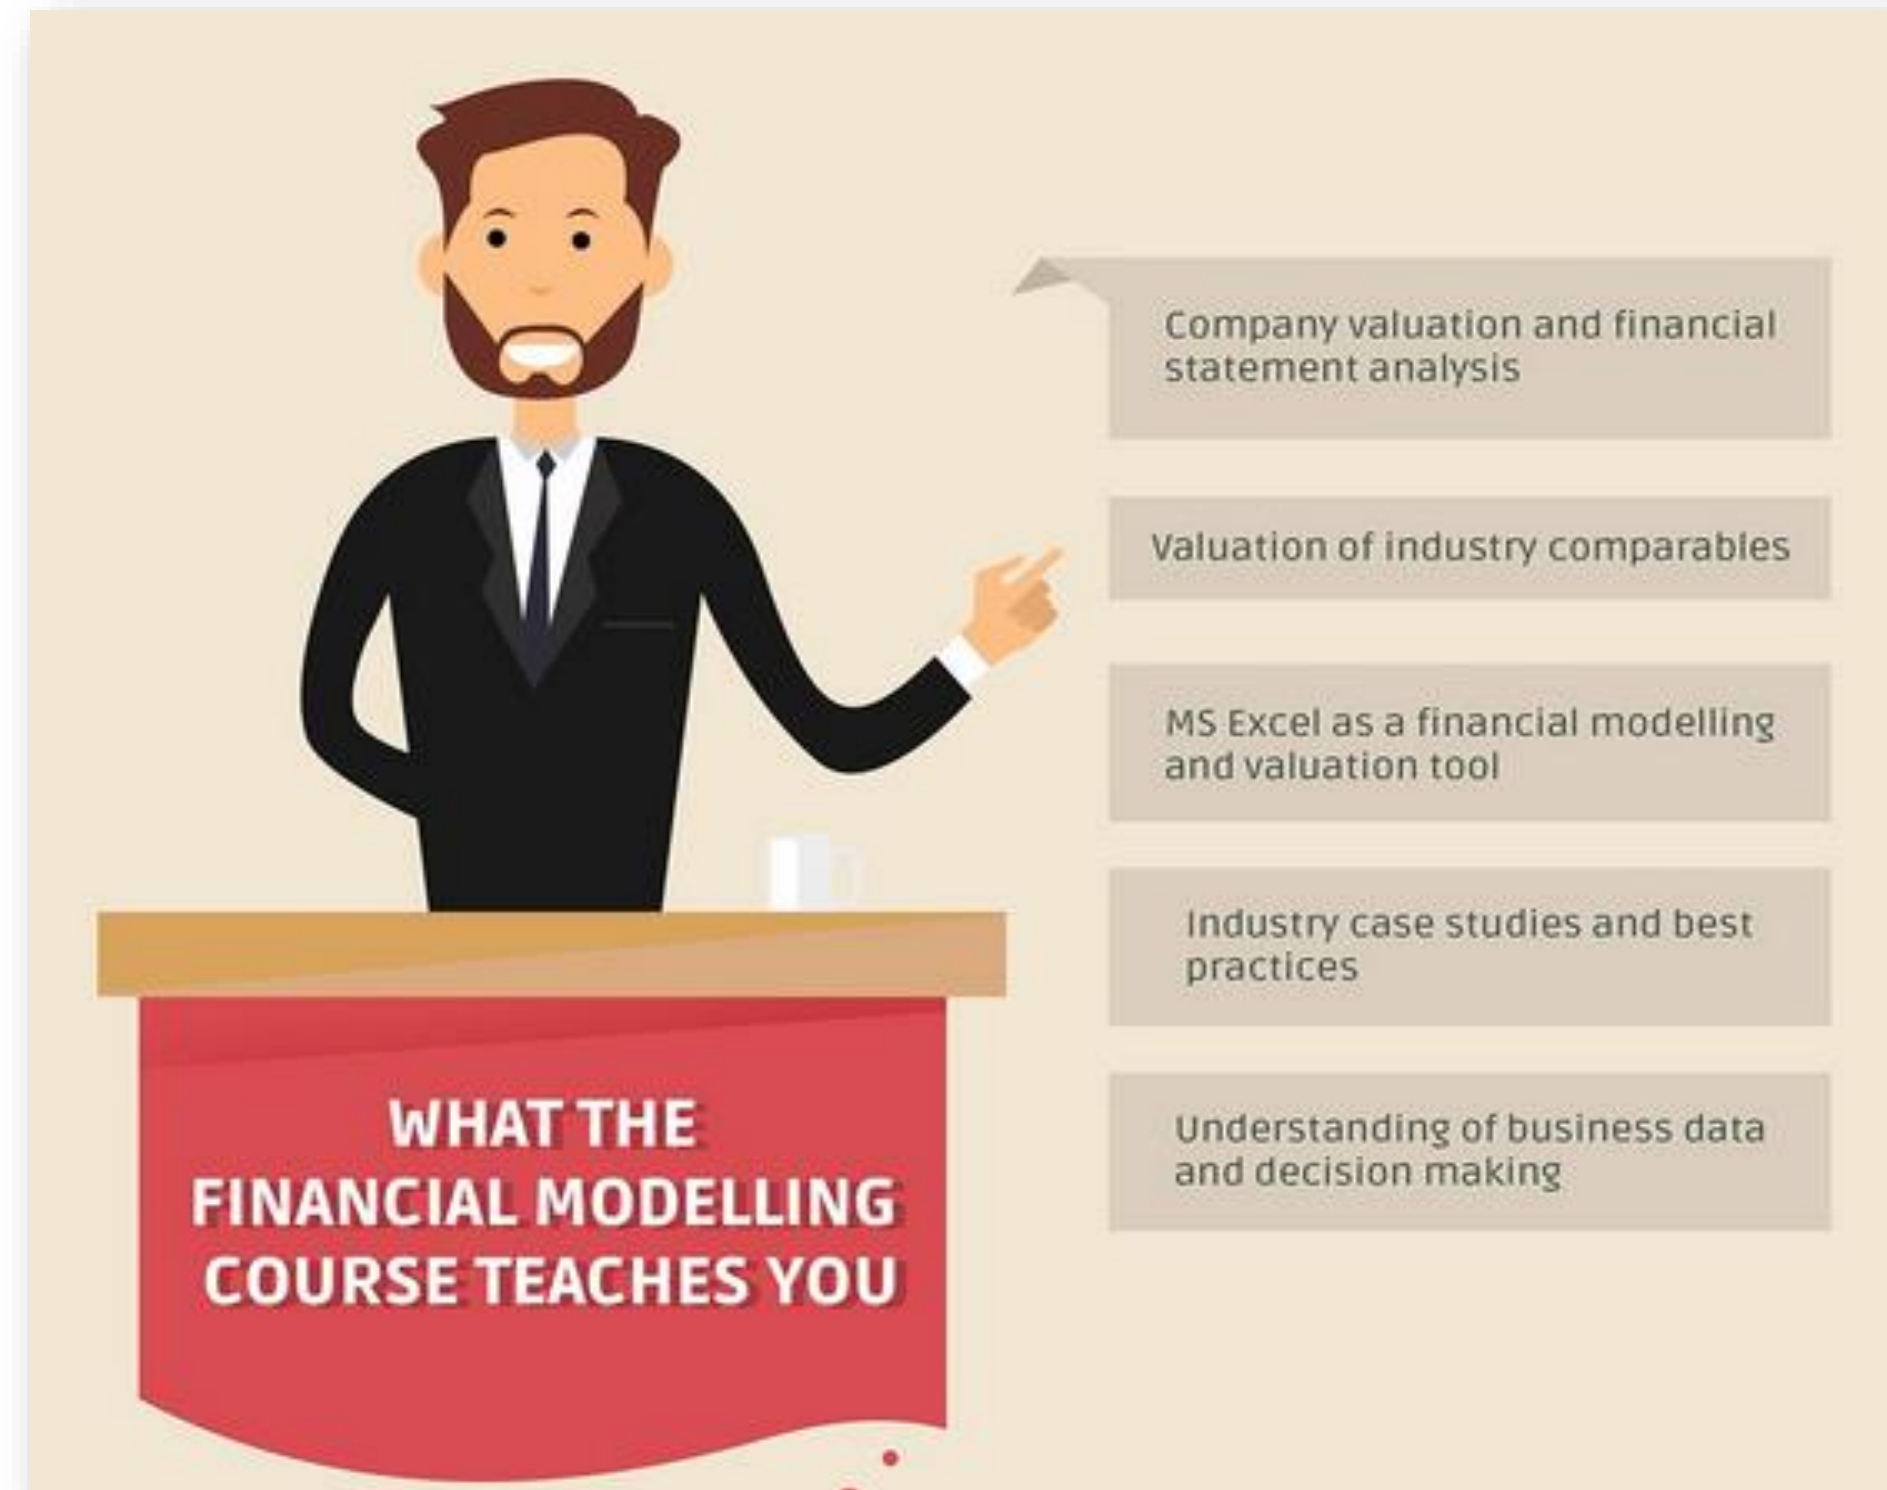 Company valuation and financial
statement analysis
Valuation of industry comparables
MS Excel as a financial modelling
and valuation tool
Industry case studies and best
practices
Understanding of business data
and decision making
WHAT THE
FINANCIAL MODELLING
COURSE TEACHES YOU